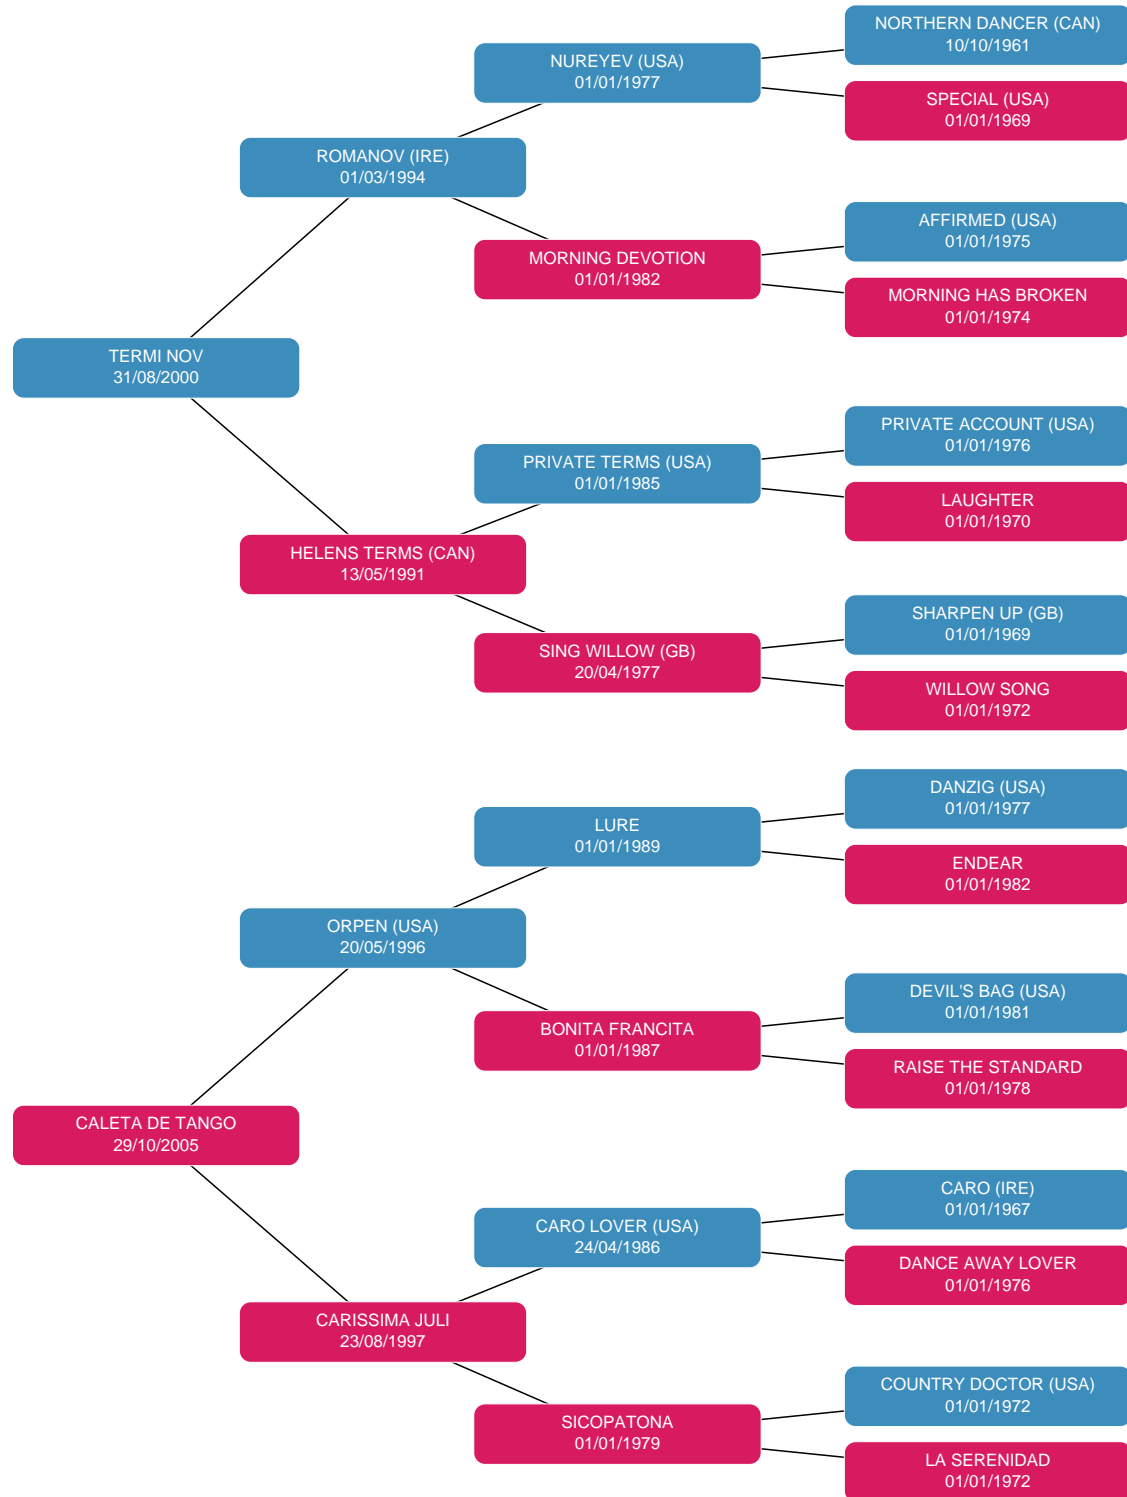 NORTHERN DANCER (CAN)
10/10/1961
NUREYEV (USA)
01/01/1977
SPECIAL (USA)
01/01/1969
ROMANOV (IRE)
01/03/1994
AFFIRMED (USA)
01/01/1975
MORNING DEVOTION
01/01/1982
MORNING HAS BROKEN
01/01/1974
TERMI NOV
31/08/2000
PRIVATE ACCOUNT (USA)
01/01/1976
PRIVATE TERMS (USA)
01/01/1985
LAUGHTER
01/01/1970
HELENS TERMS (CAN)
13/05/1991
SHARPEN UP (GB)
01/01/1969
SING WILLOW (GB)
20/04/1977
WILLOW SONG
01/01/1972
DANZIG (USA)
01/01/1977
LURE
01/01/1989
ENDEAR
01/01/1982
ORPEN (USA)
20/05/1996
DEVIL'S BAG (USA)
01/01/1981
BONITA FRANCITA
01/01/1987
RAISE THE STANDARD
01/01/1978
CALETA DE TANGO
29/10/2005
CARO (IRE)
01/01/1967
CARO LOVER (USA)
24/04/1986
DANCE AWAY LOVER
01/01/1976
CARISSIMA JULI
23/08/1997
COUNTRY DOCTOR (USA)
01/01/1972
SICOPATONA
01/01/1979
LA SERENIDAD
01/01/1972